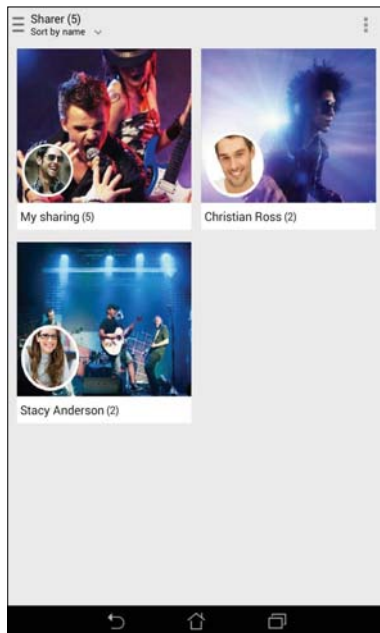 Sharer (5)
Sort by name
My sharing (5)
Christian Ross (2)
Stacy Anderson (2)